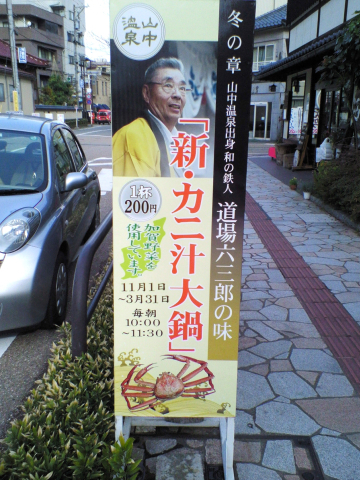 山中
温泉
冬の章
山中温泉出身 和の鉄人
道場六三郎の味
「新・カニ汁大鍋」
1杯
200円
加賀野菜を
使用しています
11月1日
～3月31日
毎朝
10:00
～11:30